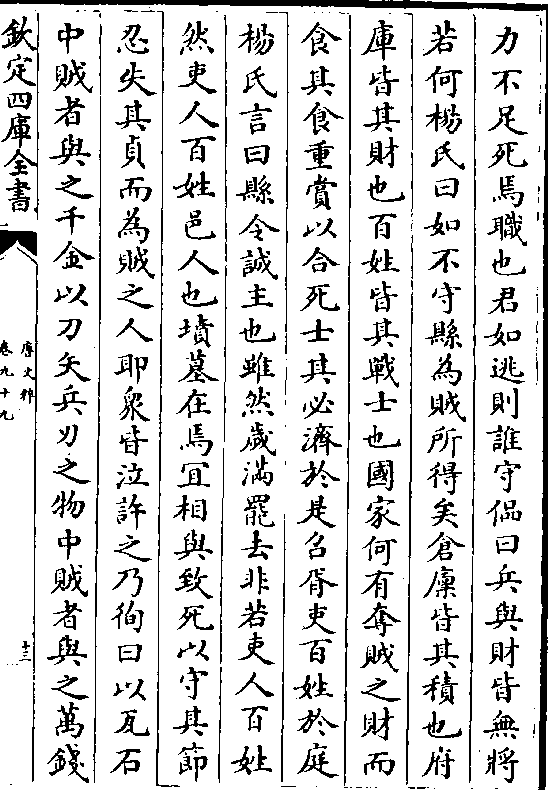 力不足死焉職也君如逃則誰守侃曰兵與財皆無將
若何楊氏曰如不守縣為賊所得矣倉廩皆其積也府
庫皆其財也百姓皆其戰士也國家何有奪賊之財而
食其食重賞以合死士其必濟於是召胥吏百姓於庭
楊氏言曰縣令誠主也雖然歲滿罷去非若吏人百姓
然吏人百姓邑人也墳墓在焉宜相與致死以守其節
忍失其貞而為賊之人耶衆皆泣許之乃徇曰以瓦石
中賊者與之千金以刀矢兵刃之物中賊者與之萬錢
欽定四庫全書
唐文粹
卷九十九
十三